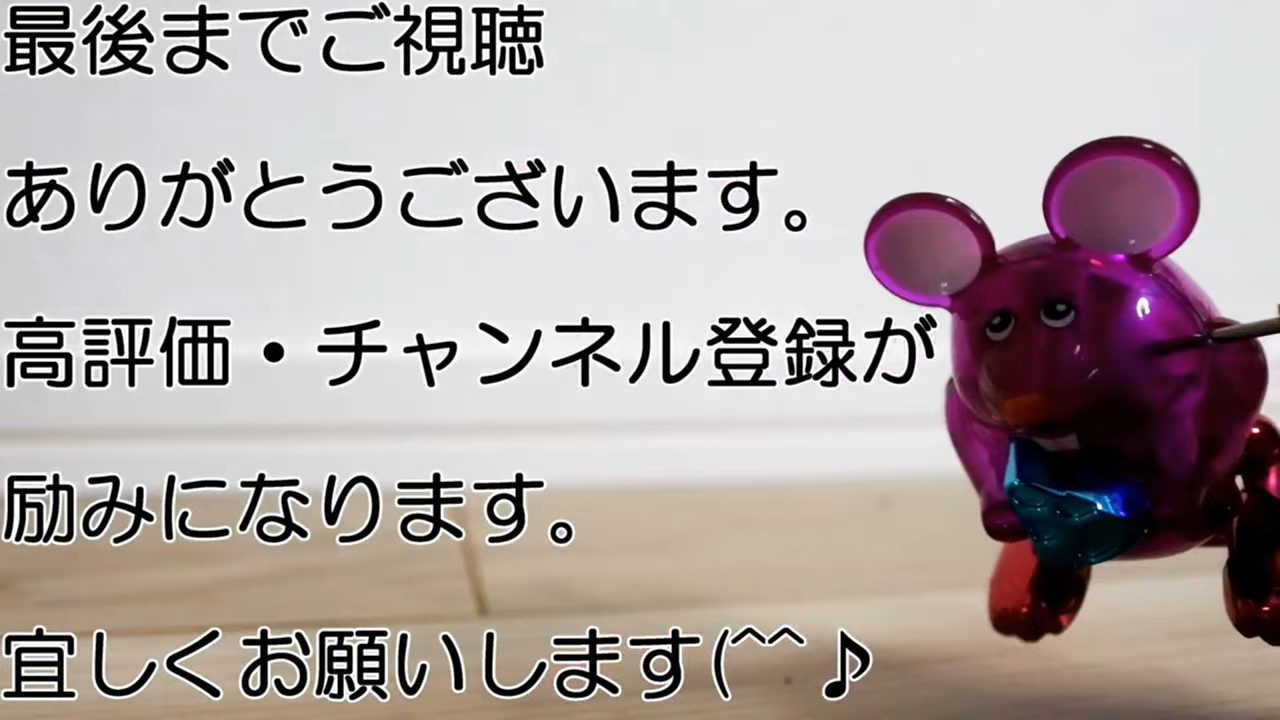 最後までご視聴
ありがとうございます。
高評価・チャンネル登録が
励みになります。
宜しくお願いします(^^♪